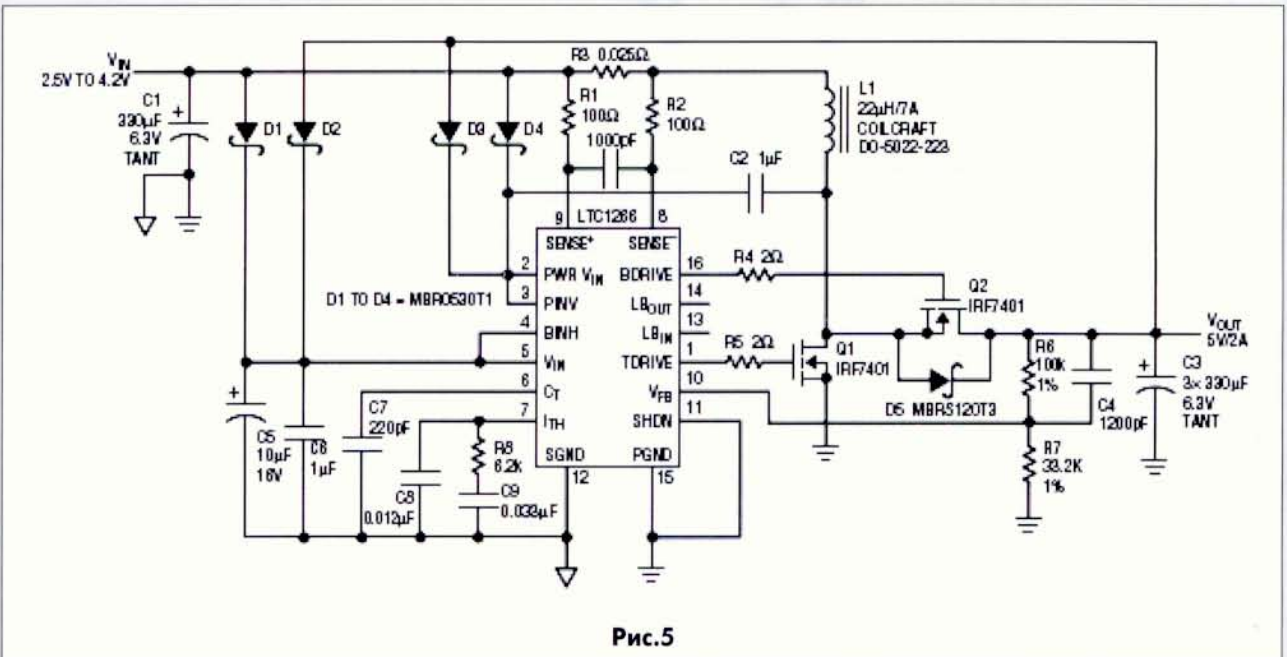 VIN
2.5V TO 4.2V
C1
330µF
6.3V
TANT
D1
D2
D3
D4
R3 0.025Ω
R1
100Ω
R2
100Ω
1000pF
L1
22µH/7A
COILCRAFT
DO-5022-223
C2 1µF
9 LTC1266 8
SENSE+ SENSE−
2 PWR VIN
3 PINV
4 BINH
5 VIN
6 CT
7 ITH
SGND
12
PGND
15
BDRIVE 16
LBOUT 14
LBIN 13
TDRIVE 1
VFB 10
SHDN 11
D1 TO D4 = MBR0530T1
R4 2Ω
R5 2Ω
Q2
IRF7401
Q1
IRF7401
D5 MBRS120T3
VOUT
5V/2A
R6
100k
1%
C4
1200pF
C3
3× 330µF
6.3V
TANT
R7
33.2K
1%
C5
10µF
16V
C6
1µF
C7
220pF
C8
0.012µF
R8
6.2k
C9
0.033µF
Рис.5